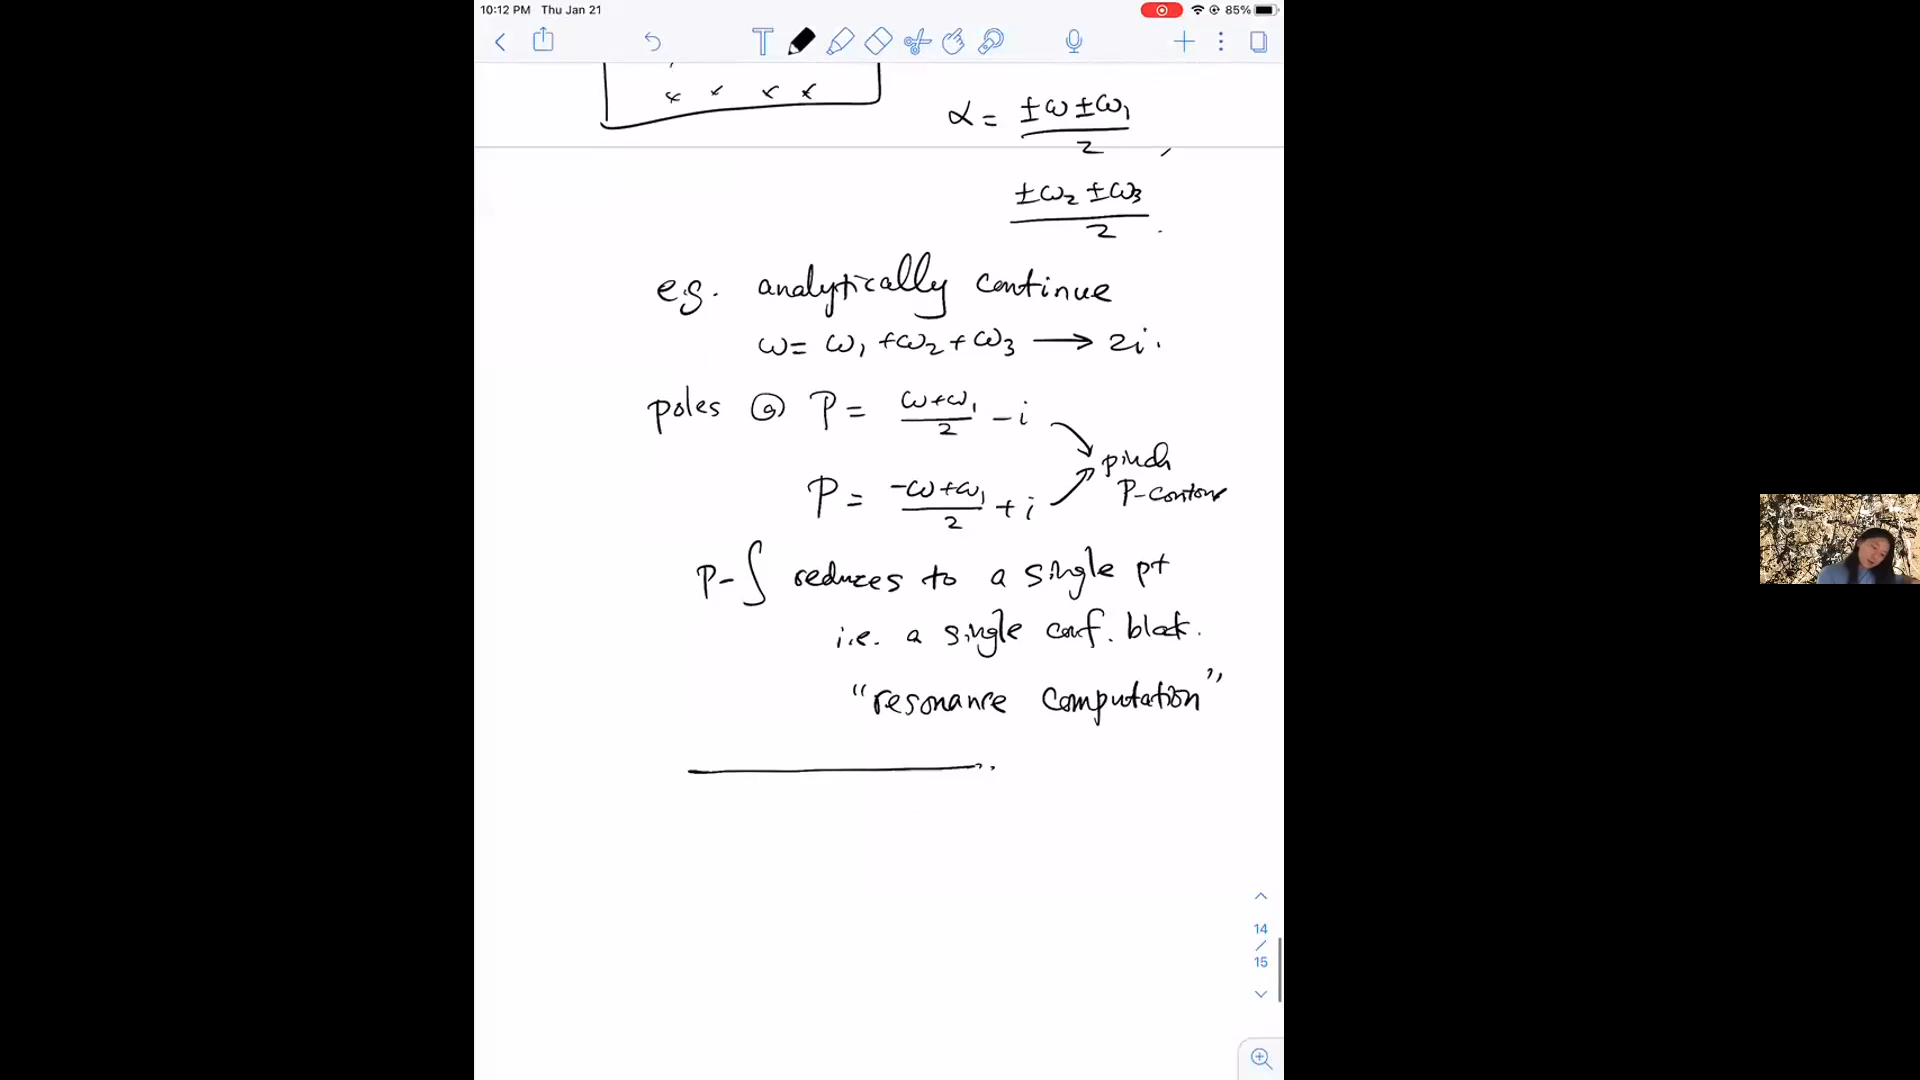 10:12 PM Thu Jan 21
85%
α = ±ω ±ω₁ / 2 ,
±ω₂ ±ω₃ / 2 .
e.g. analytically continue
ω = ω₁ + ω₂ + ω₃ ⟶ 2i.
poles @ P = (ω+ω₁)/2 − i
pinch
P-contour
P = (−ω+ω₁)/2 + i
P-∫ reduces to a single pt
i.e. a single conf. block.
"resonance computation"
14
/
15